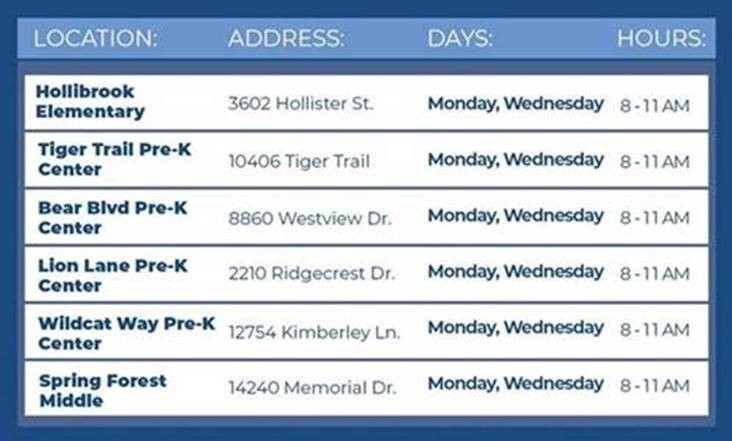 LOCATION: ADDRESS: DAYS: HOURS:
Hollibrook
Elementary
3602 Hollister St. Monday, Wednesday 8-11 AM
Tiger Trail Pre-K
Center
10406 Tiger Trail Monday, Wednesday 8-11 AM
Bear Blvd Pre-K
Center
8860 Westview Dr. Monday, Wednesday 8-11 AM
Lion Lane Pre-K
Center
2210 Ridgecrest Dr. Monday, Wednesday 8-11 AM
Wildcat Way Pre-K
Center
12754 Kimberley Ln. Monday, Wednesday 8-11 AM
Spring Forest
Middle
14240 Memorial Dr. Monday, Wednesday 8-11 AM